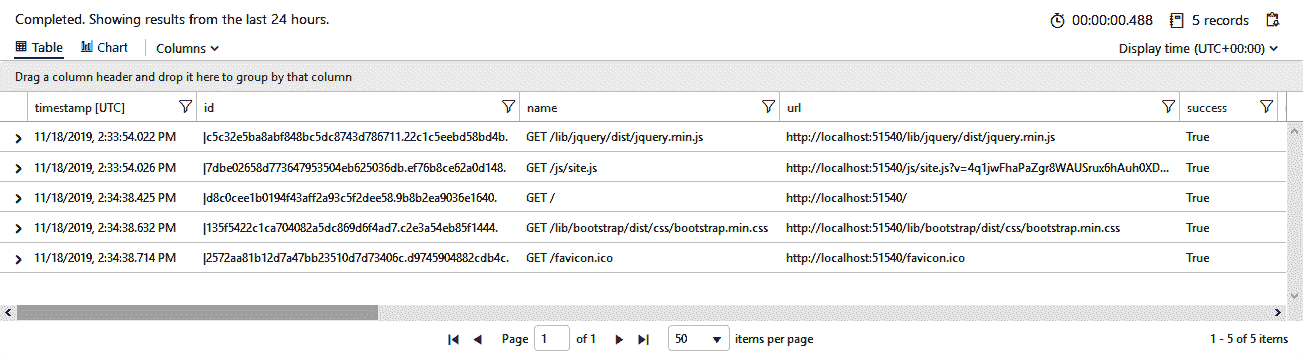 Completed. Showing results from the last 24 hours. 00:00:00.488 5 records
Table Chart Columns Display time (UTC+00:00)
Drag a column header and drop it here to group by that column
timestamp [UTC] id name url success
11/18/2019, 2:33:54.022 PM |c5c32e5ba8abf848bc5dc8743d786711.22c1c5eebd58bd4b. GET /lib/jquery/dist/jquery.min.js http://localhost:51540/lib/jquery/dist/jquery.min.js True
11/18/2019, 2:33:54.026 PM |7dbe02658d773647953504eb625036db.ef76b8ce62a0d148. GET /js/site.js http://localhost:51540/js/site.js?v=4q1jwFhaPaZgr8WAUSrux6hAuh0XD... True
11/18/2019, 2:34:38.425 PM |d8c0cee1b0194f43aff2a93c5f2dee58.9b8b2ea9036e1640. GET / http://localhost:51540/ True
11/18/2019, 2:34:38.632 PM |135f5422c1ca704082a5dc869d6f4ad7.c2e3a54eb85f1444. GET /lib/bootstrap/dist/css/bootstrap.min.css http://localhost:51540/lib/bootstrap/dist/css/bootstrap.min.css True
11/18/2019, 2:34:38.714 PM |2572aa81b12d7a47bb23510d7d73406c.d9745904882cdb4c. GET /favicon.ico http://localhost:51540/favicon.ico True
Page 1 of 1 50 items per page 1 - 5 of 5 items